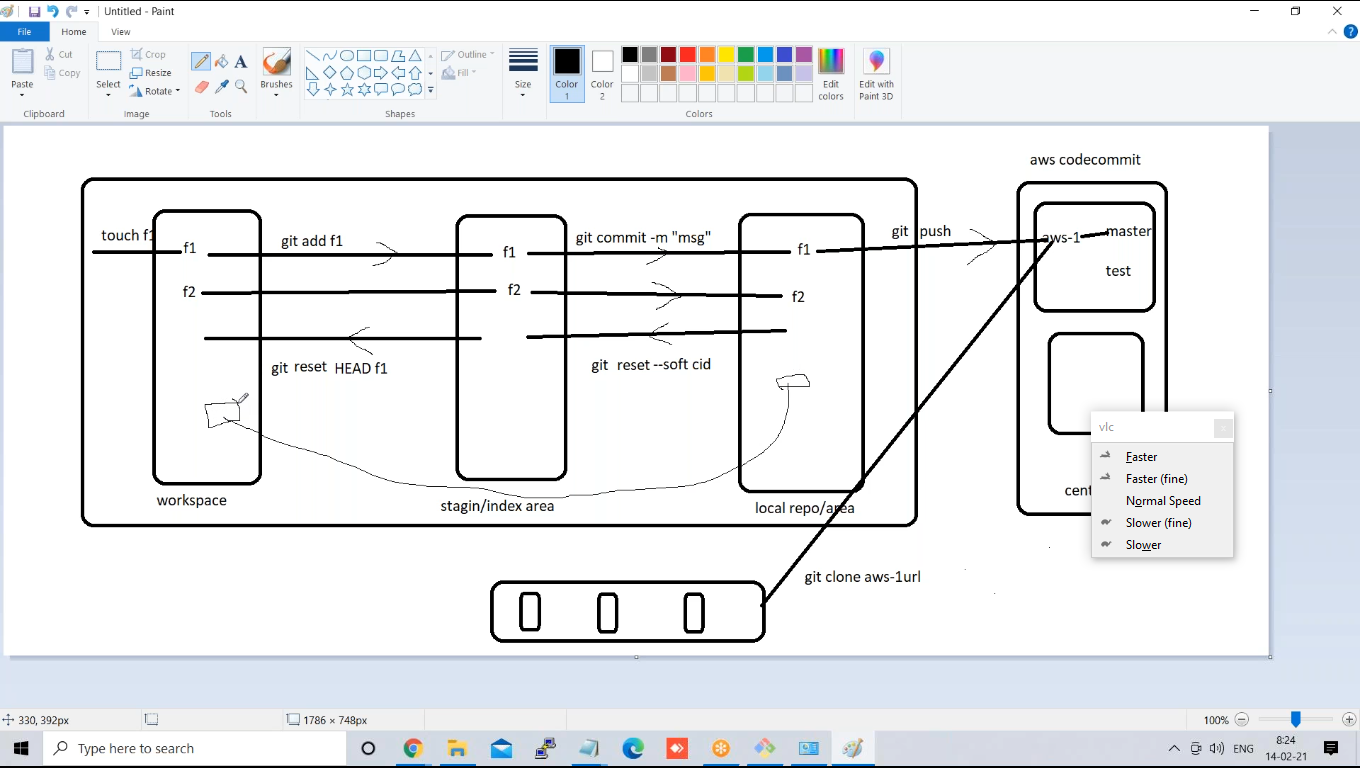 Untitled - Paint
File
Home
View
Paste
Cut
Copy
Clipboard
Select
Crop
Resize
Rotate
Image
Tools
Brushes
Shapes
Outline
Fill
Size
Color 1
Color 2
Edit colors
Colors
Edit with Paint 3D
aws codecommit
touch f1
f1
git add f1
f1
git commit -m "msg"
f1
git push
aws-1
master
test
f2
f2
f2
git reset HEAD f1
git reset --soft cid
workspace
stagin/index area
local repo/area
cent
vlc
Faster
Faster (fine)
Normal Speed
Slower (fine)
Slower
git clone aws-1url
330, 392px
1786 × 748px
100%
Type here to search
ENG
8:24
14-02-21